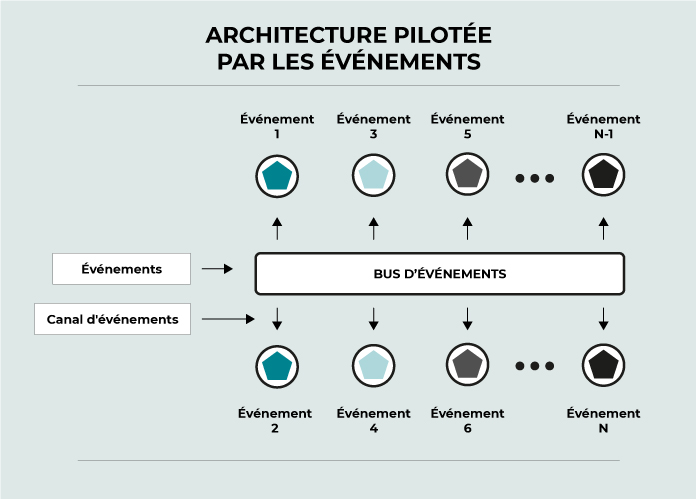 ARCHITECTURE PILOTÉE
PAR LES ÉVÉNEMENTS
Événement
1
Événement
3
Événement
5
Événement
N-1
Événements
BUS D’ÉVÉNEMENTS
Canal d'événements
Événement
2
Événement
4
Événement
6
Événement
N